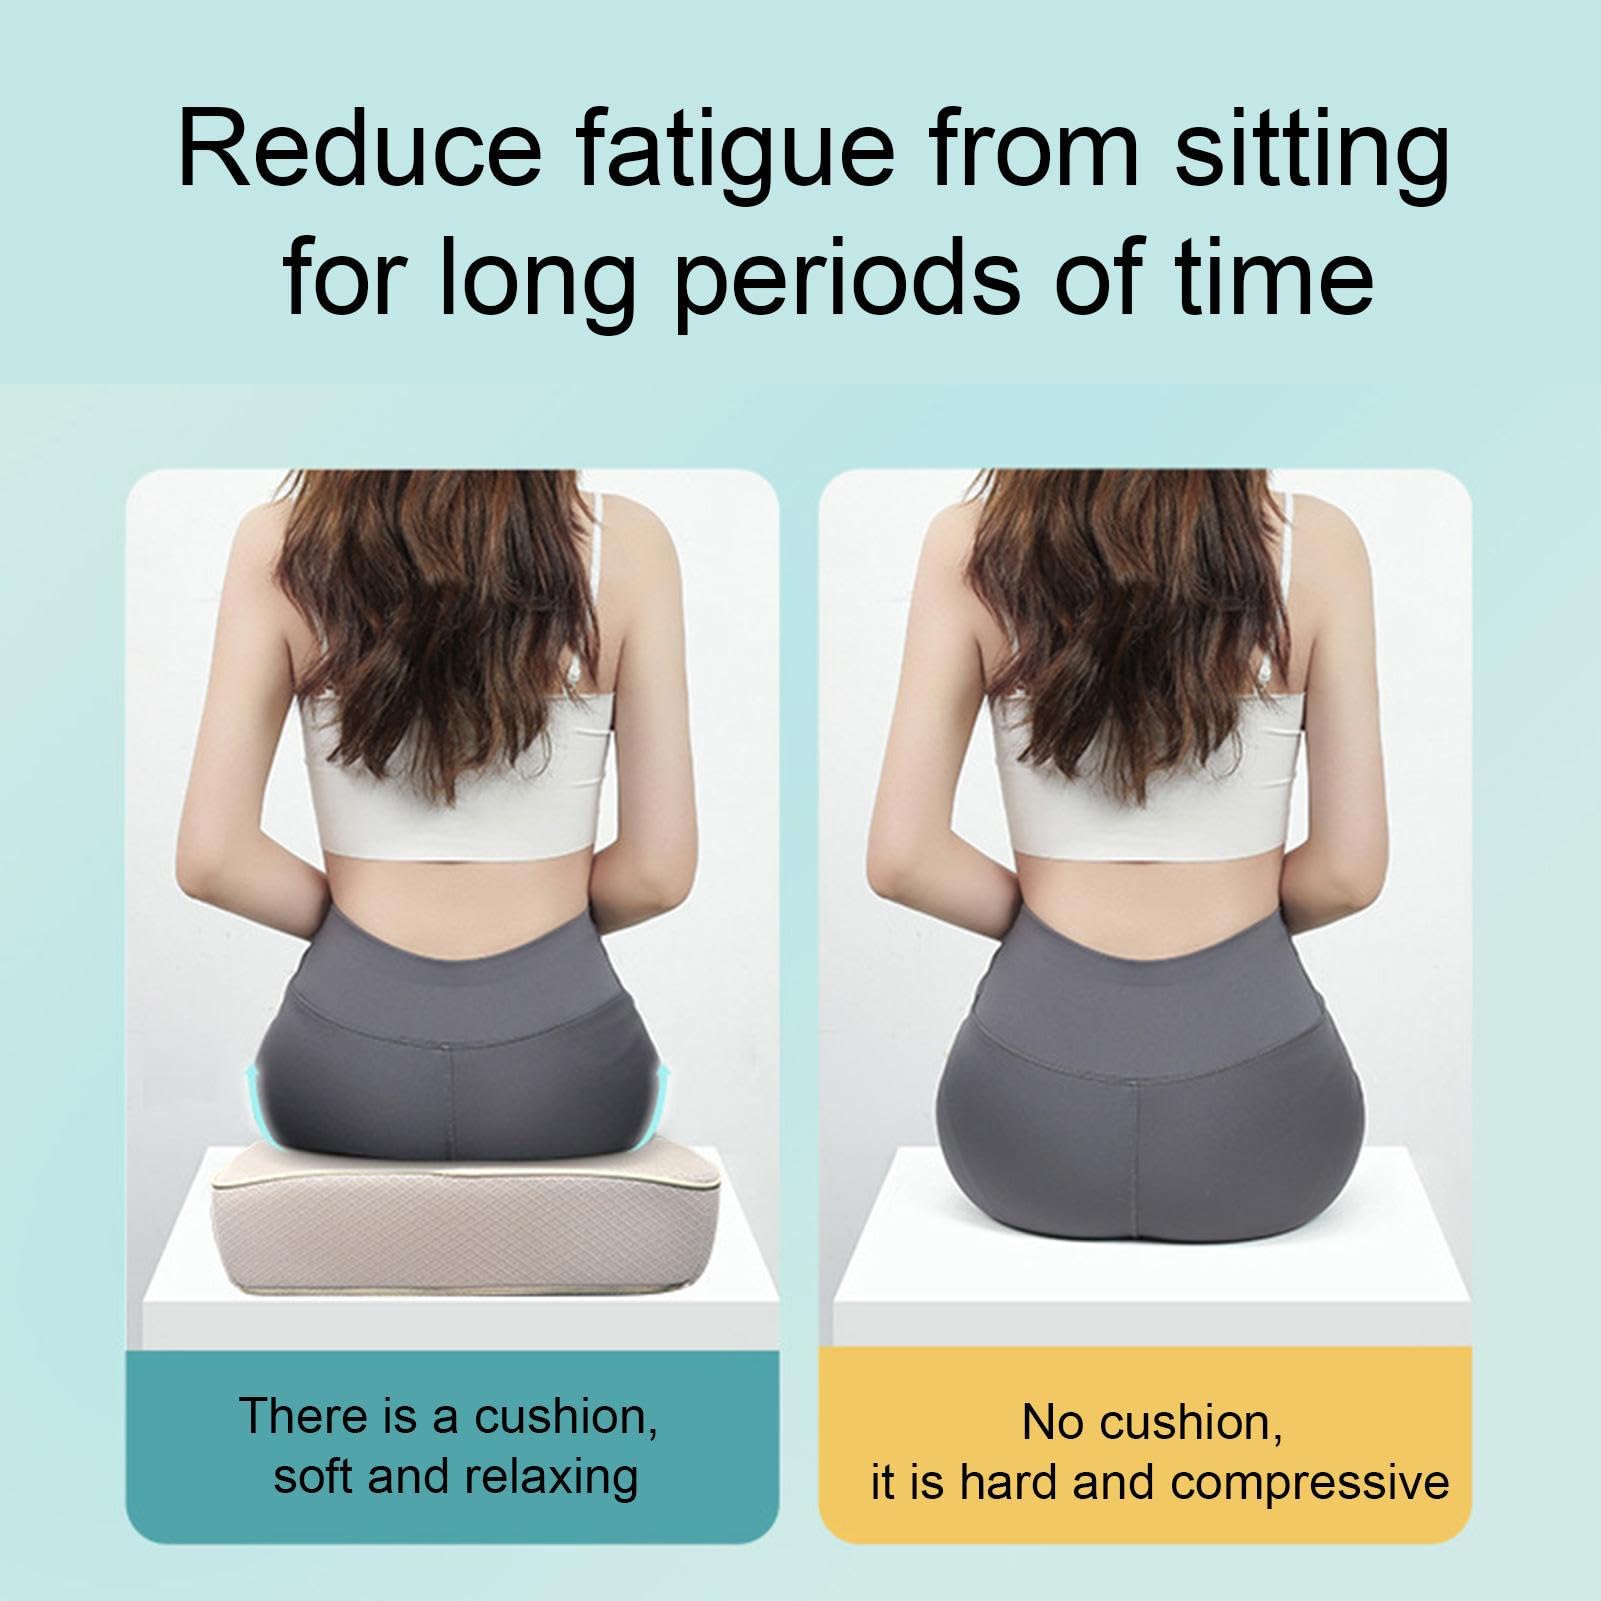 Reduce fatigue from sitting
for long periods of time
There is a cushion,
soft and relaxing
No cushion,
it is hard and compressive